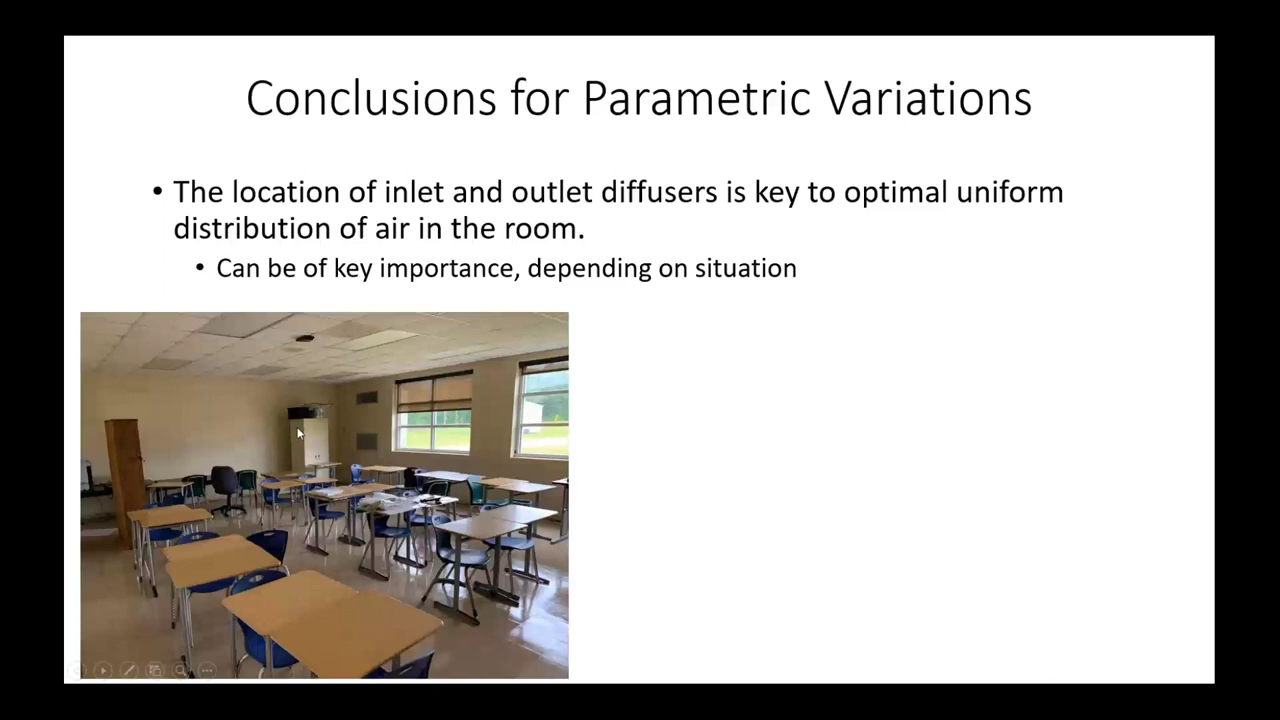 Conclusions for Parametric Variations
• The location of inlet and outlet diffusers is key to optimal uniform
distribution of air in the room.
• Can be of key importance, depending on situation